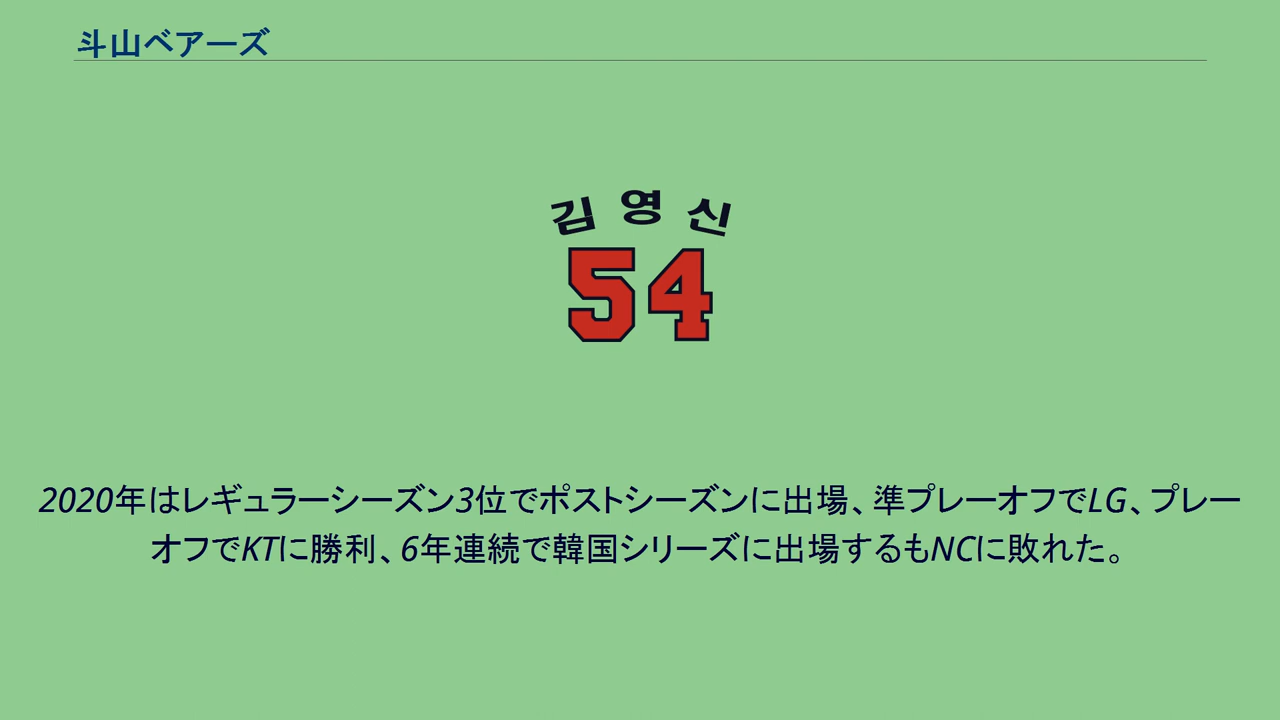 斗山ベアーズ
김영신
54
2020年はレギュラーシーズン3位でポストシーズンに出場、準プレーオフでLG、プレー
オフでKTに勝利、6年連続で韓国シリーズに出場するもNCに敗れた。